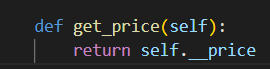 def get_price(self):
    return self.__price